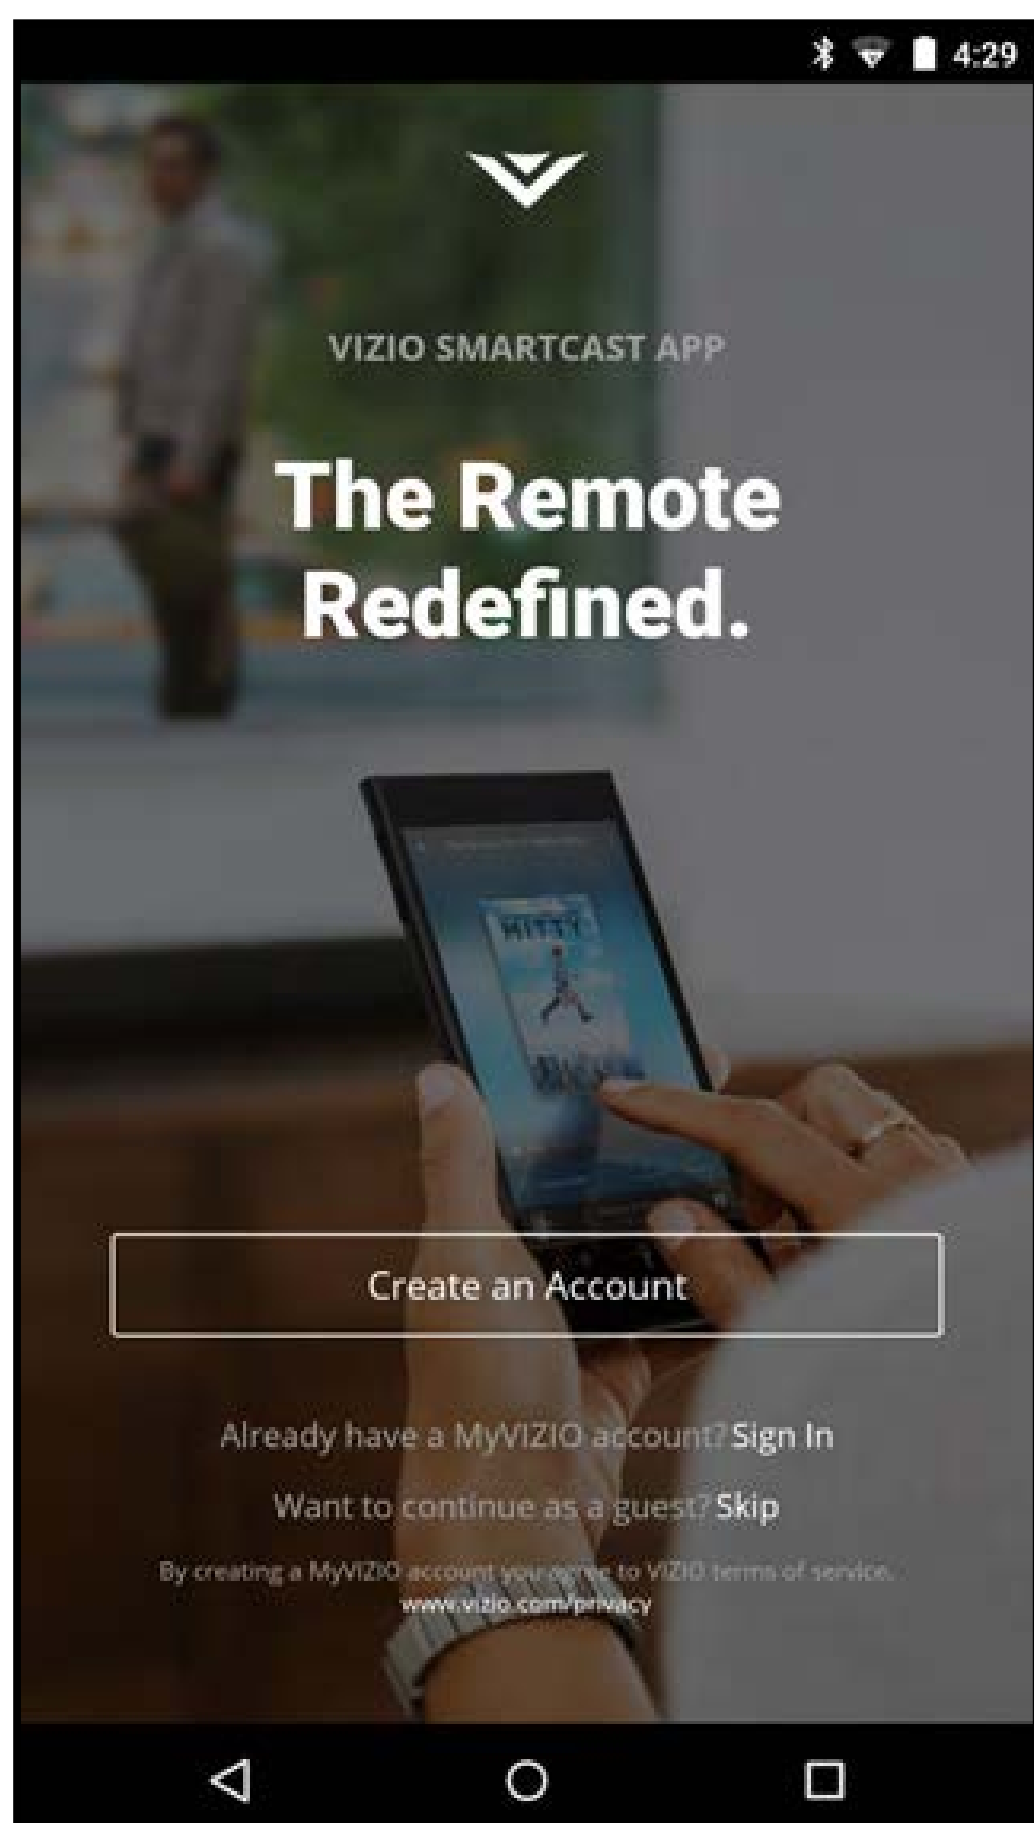 4:29
VIZIO SMARTCAST APP
The Remote
Redefined.
MITTY
Create an Account
Already have a MyVIZIO account? Sign In
Want to continue as a guest? Skip
By creating a MyVIZIO account you agree to VIZIO terms of service.
www.vizio.com/privacy